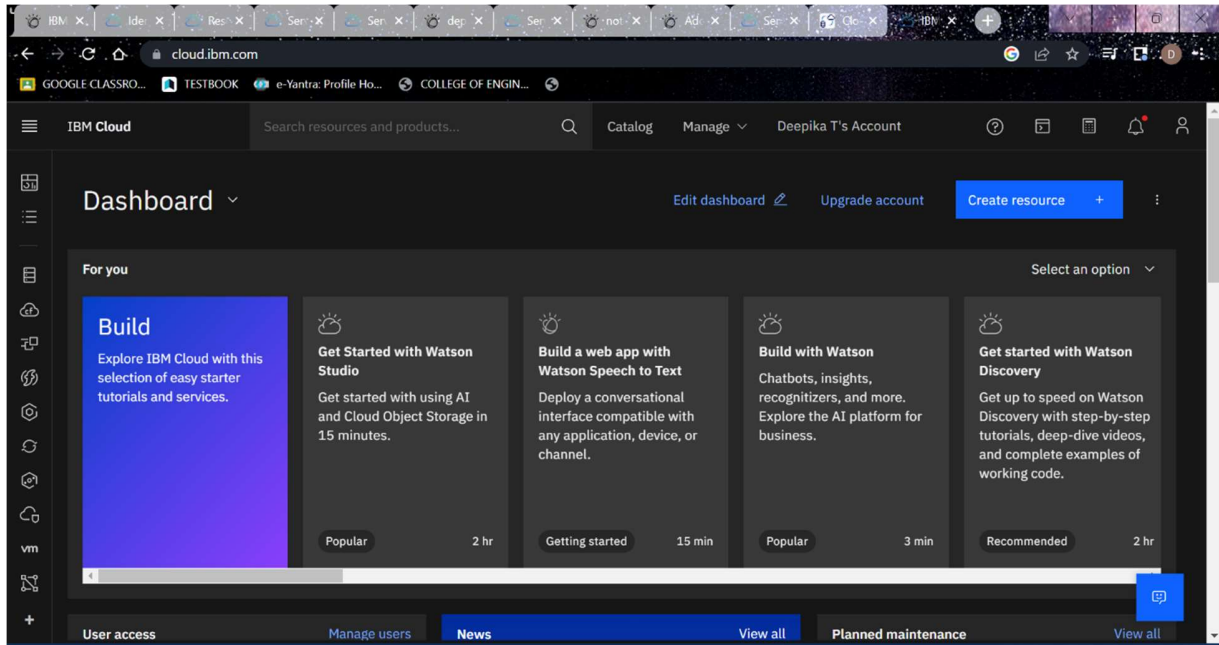 IBM
Ide
Res
Ser
Ser
dep
Ser
not
Ad
Ser
Clo
IBM
cloud.ibm.com
D
GOOGLE CLASSRO...
TESTBOOK
e-Yantra: Profile Ho...
COLLEGE OF ENGIN...
IBM Cloud
Search resources and products...
Catalog
Manage
Deepika T's Account
Dashboard
Edit dashboard
Upgrade account
Create resource +
For you
Select an option
Build
Explore IBM Cloud with this
selection of easy starter
tutorials and services.
Get Started with Watson
Studio
Get started with using AI
and Cloud Object Storage in
15 minutes.
Popular
2 hr
Build a web app with
Watson Speech to Text
Deploy a conversational
interface compatible with
any application, device, or
channel.
Getting started
15 min
Build with Watson
Chatbots, insights,
recognitizers, and more.
Explore the AI platform for
business.
Popular
3 min
Get started with Watson
Discovery
Get up to speed on Watson
Discovery with step-by-step
tutorials, deep-dive videos,
and complete examples of
working code.
Recommended
2 hr
cf
vm
User access
Manage users
News
View all
Planned maintenance
View all